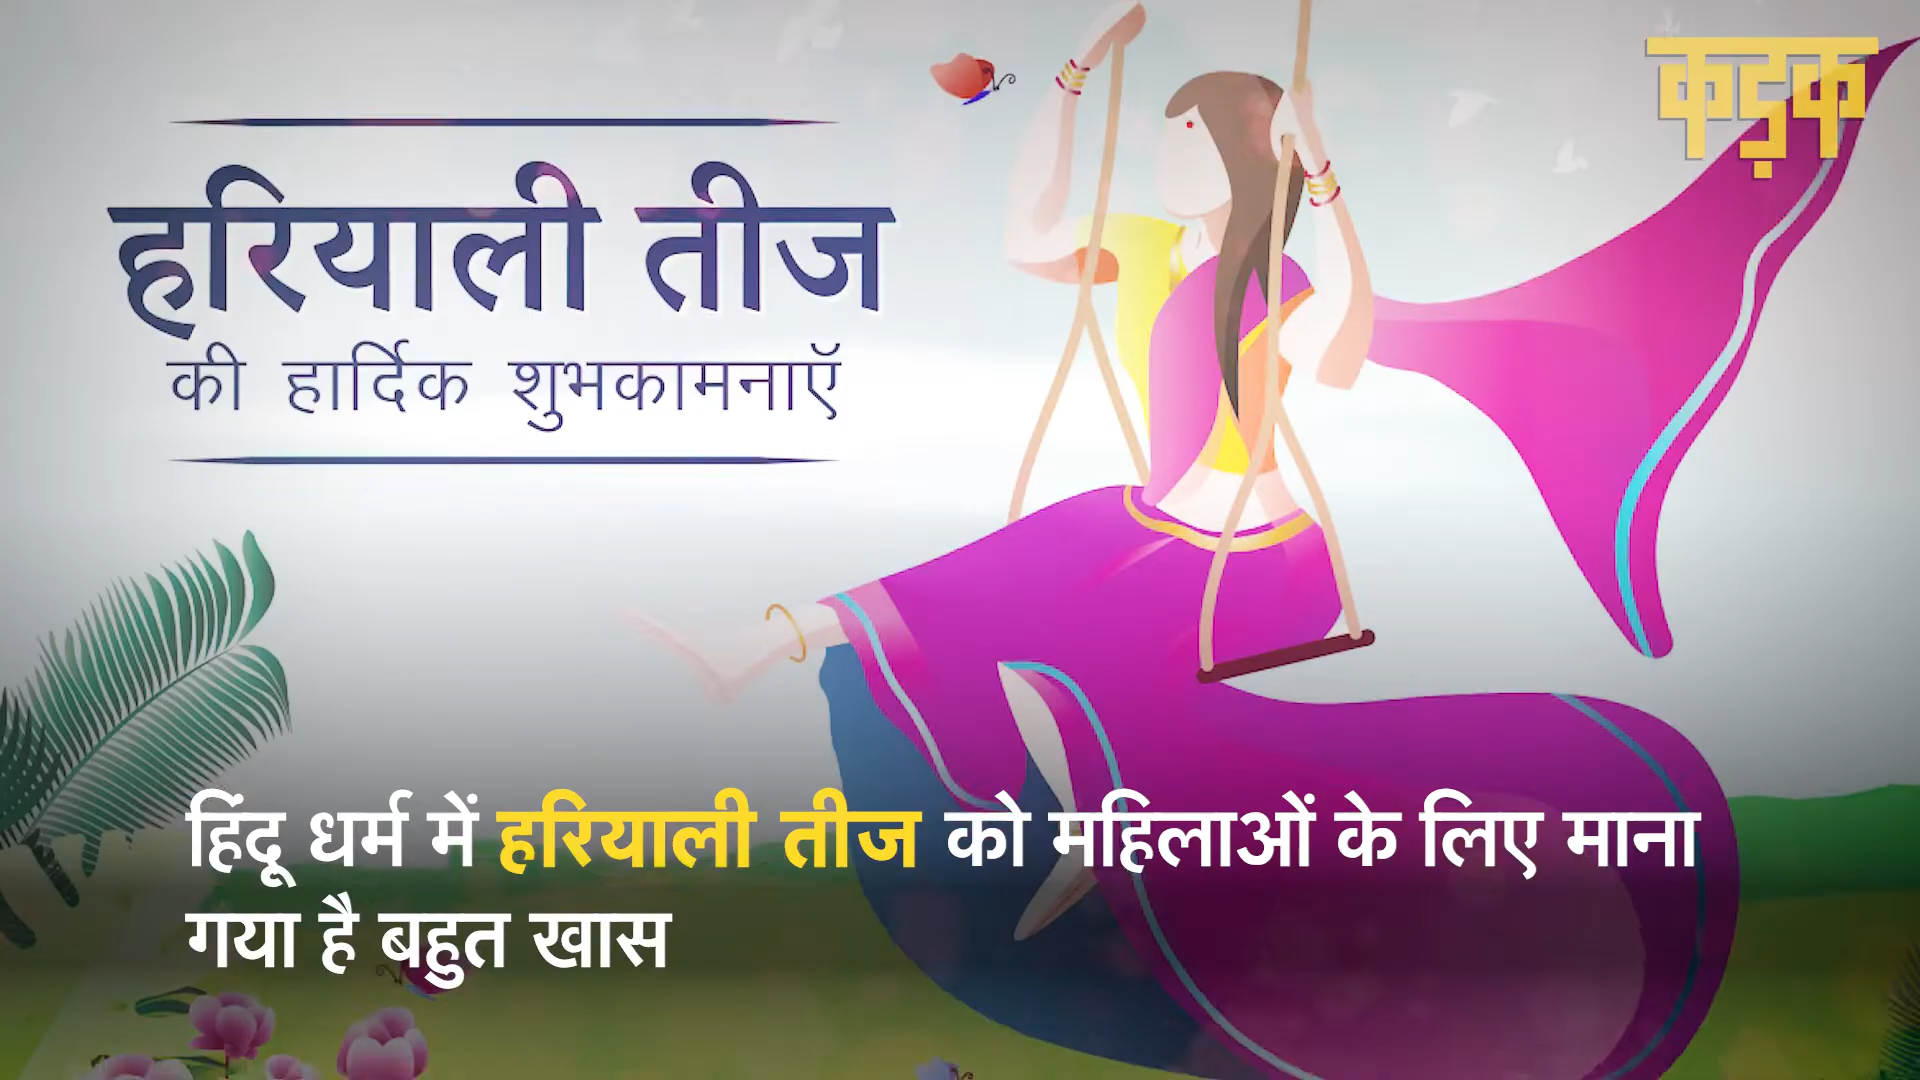 कड़क
हरियाली तीज
की हार्दिक शुभकामनाऍ
हिंदू धर्म में हरियाली तीज को महिलाओं के लिए माना
गया है बहुत खास